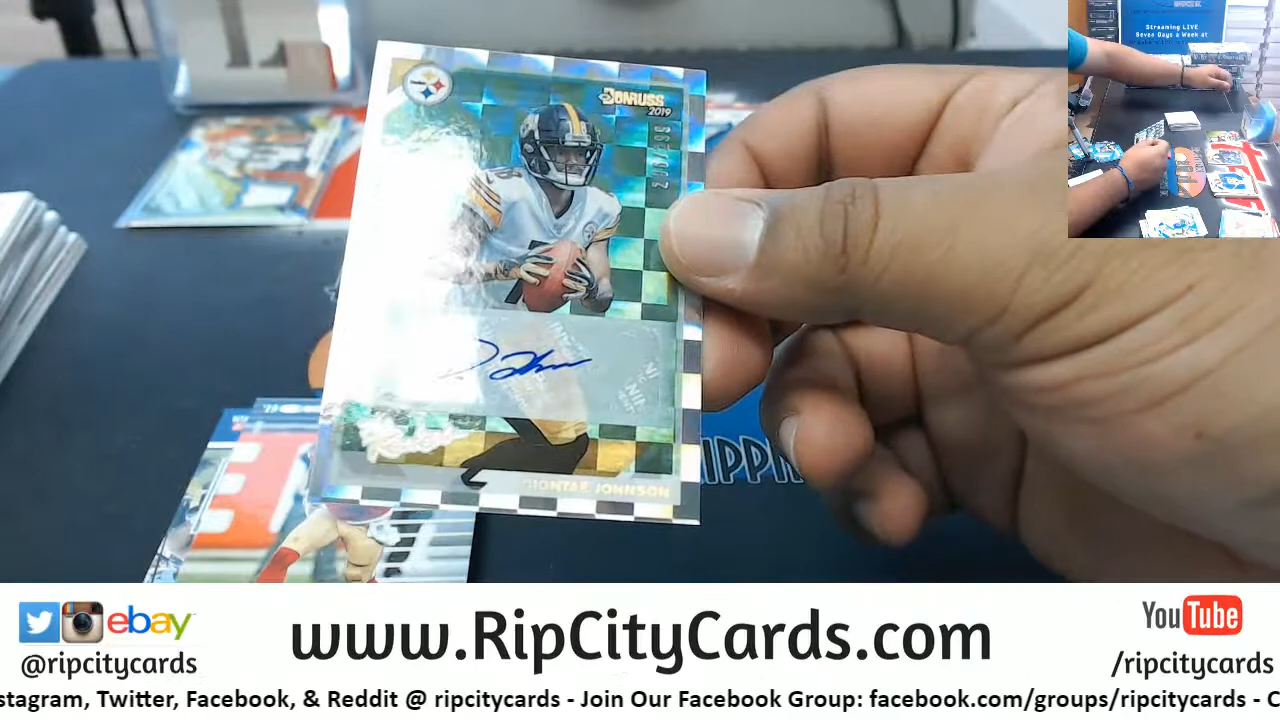 Streaming LIVE
Seven Days a Week at
DONRUSS
2019
DIONTAE JOHNSON
ebay
@ripcitycards
www.RipCityCards.com
YouTube
/ripcitycards
stagram, Twitter, Facebook, & Reddit @ ripcitycards - Join Our Facebook Group: facebook.com/groups/ripcitycards - C